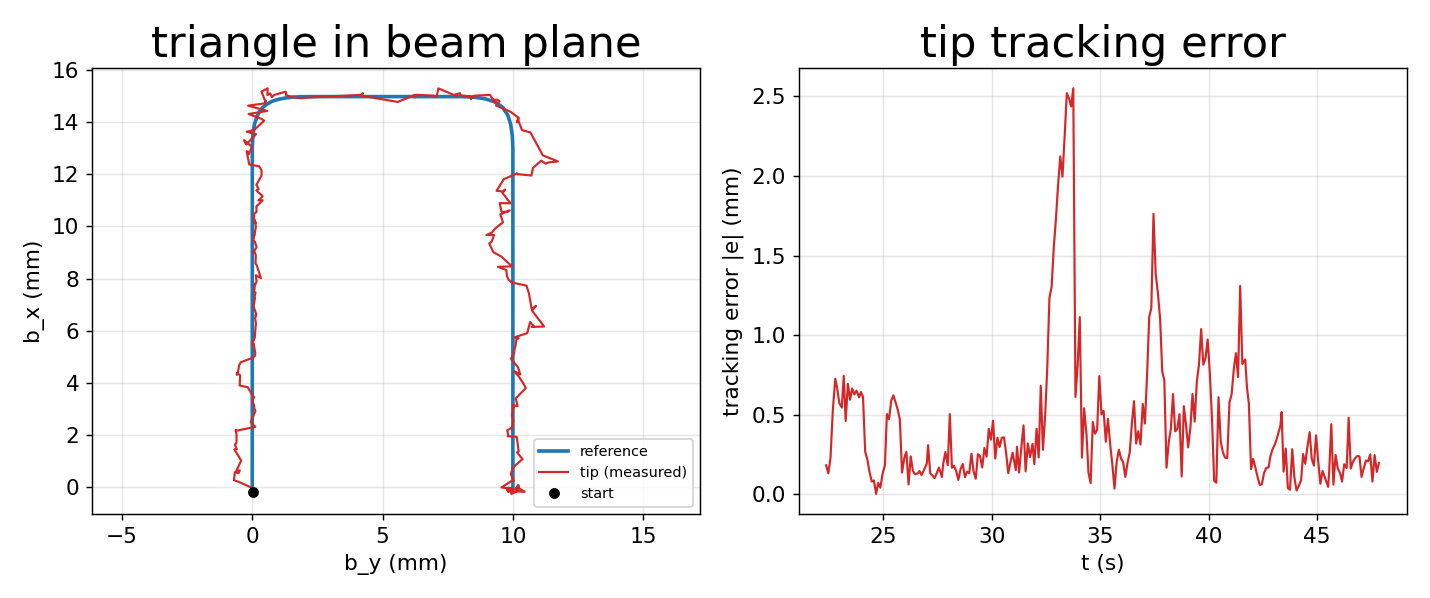 triangle in beam plane
b_x (mm)
16
14
12
10
8
6
4
2
0
−5
0
5
10
15
b_y (mm)
reference
tip (measured)
start
tip tracking error
tracking error |e| (mm)
2.5
2.0
1.5
1.0
0.5
0.0
25
30
35
40
45
t (s)